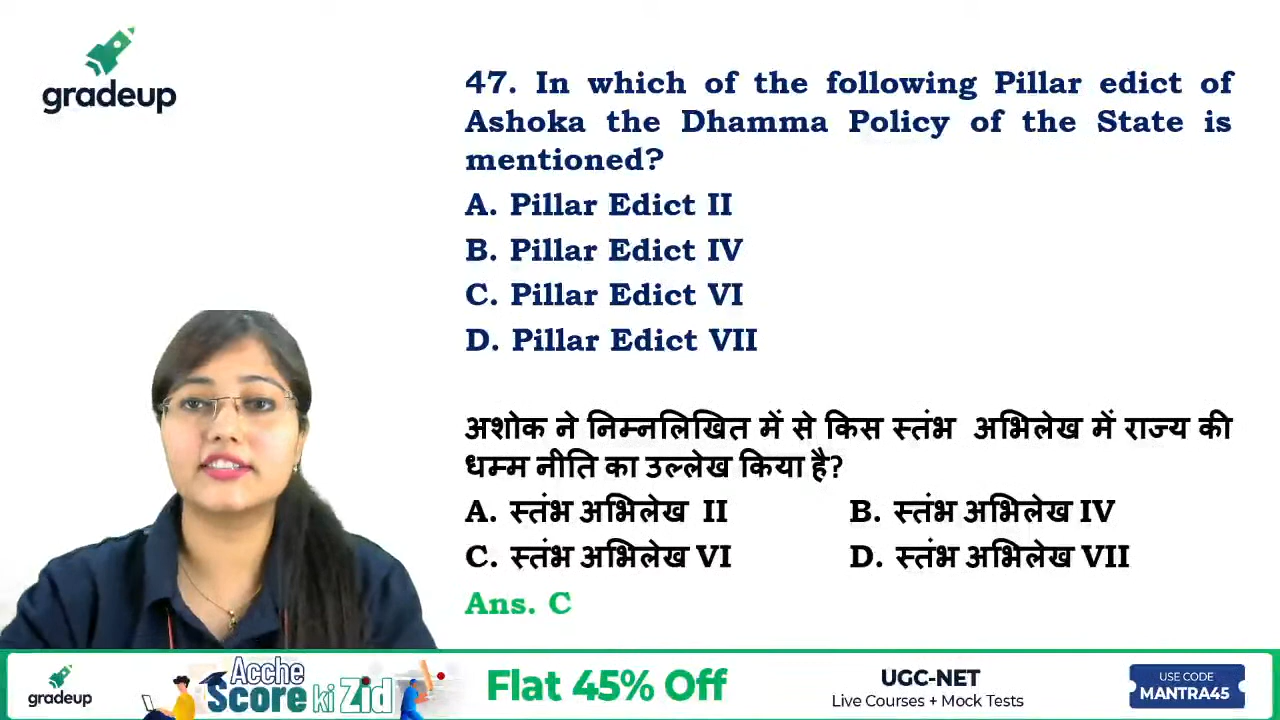 gradeup
47. In which of the following Pillar edict of
Ashoka the Dhamma Policy of the State is
mentioned?
A. Pillar Edict II
B. Pillar Edict IV
C. Pillar Edict VI
D. Pillar Edict VII
अशोक ने निम्नलिखित में से किस स्तंभ अभिलेख में राज्य की
धम्म नीति का उल्लेख किया है?
A. स्तंभ अभिलेख II B. स्तंभ अभिलेख IV
C. स्तंभ अभिलेख VI D. स्तंभ अभिलेख VII
Ans. C
gradeup
Acche
Score ki Zid
Flat 45% Off
UGC-NET
Live Courses + Mock Tests
USE CODE
MANTRA45